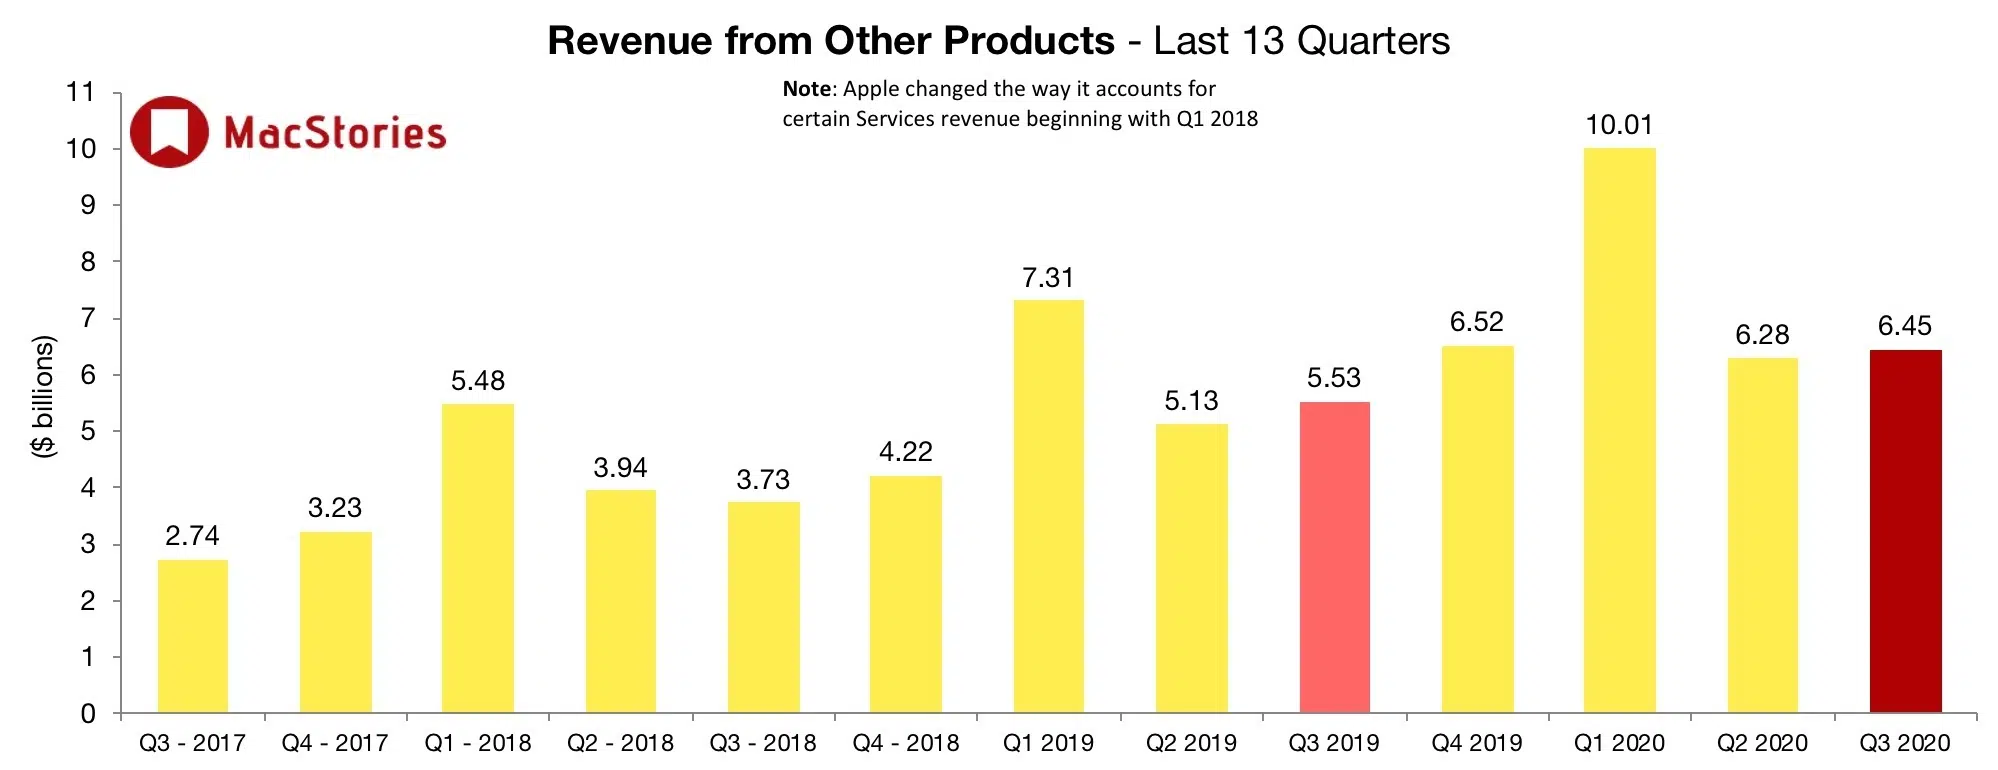 Revenue from Other Products - Last 13 Quarters
Note: Apple changed the way it accounts for
certain Services revenue beginning with Q1 2018
MacStories
($ billions)
11
10
9
8
7
6
5
4
3
2
1
0
2.74
3.23
5.48
3.94
3.73
4.22
7.31
5.13
5.53
6.52
10.01
6.28
6.45
Q3 - 2017
Q4 - 2017
Q1 - 2018
Q2 - 2018
Q3 - 2018
Q4 - 2018
Q1 2019
Q2 2019
Q3 2019
Q4 2019
Q1 2020
Q2 2020
Q3 2020